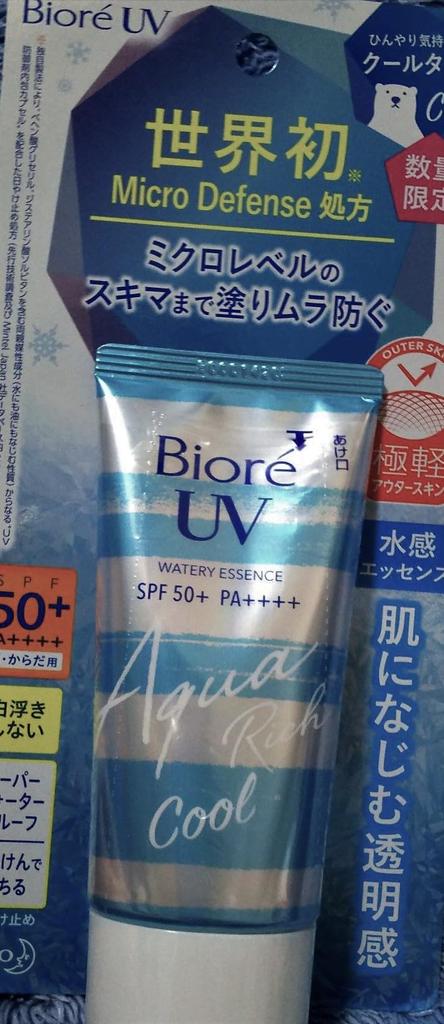 Bioré UV
ひんやり気持
クールタ
世界初※
数量
限定
Micro Defense 処方
ミクロレベルの
スキマまで塗りムラ防ぐ
OUTER SK
極軽
アウタースキン
あけ口
Bioré
UV
WATERY ESSENCE
SPF 50+ PA++++
Aqua
Rich
Cool
水感
エッセンス
肌になじむ透明感
SPF
50+
A++++
・からだ用
白浮き
しない
ーパー
ォーター
ルーフ
けんで
ちる
け止め